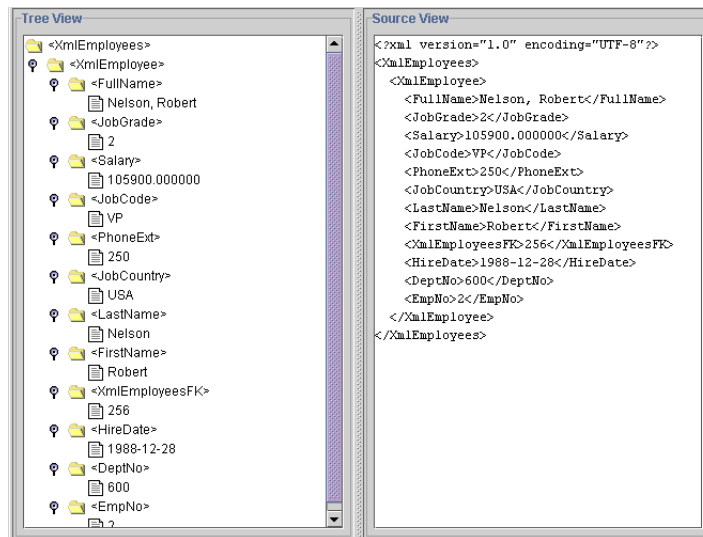 Tree View
<XmlEmployees>
<XmlEmployee>
<FullName>
Nelson, Robert
<JobGrade>
2
<Salary>
105900.000000
<JobCode>
VP
<PhoneExt>
250
<JobCountry>
USA
<LastName>
Nelson
<FirstName>
Robert
<XmlEmployeesFK>
256
<HireDate>
1988-12-28
<DeptNo>
600
<EmpNo>
2
Source View
<?xml version="1.0" encoding="UTF-8"?>
<XmlEmployees>
<XmlEmployee>
<FullName>Nelson, Robert</FullName>
<JobGrade>2</JobGrade>
<Salary>105900.000000</Salary>
<JobCode>VP</JobCode>
<PhoneExt>250</PhoneExt>
<JobCountry>USA</JobCountry>
<LastName>Nelson</LastName>
<FirstName>Robert</FirstName>
<XmlEmployeesFK>256</XmlEmployeesFK>
<HireDate>1988-12-28</HireDate>
<DeptNo>600</DeptNo>
<EmpNo>2</EmpNo>
</XmlEmployee>
</XmlEmployees>